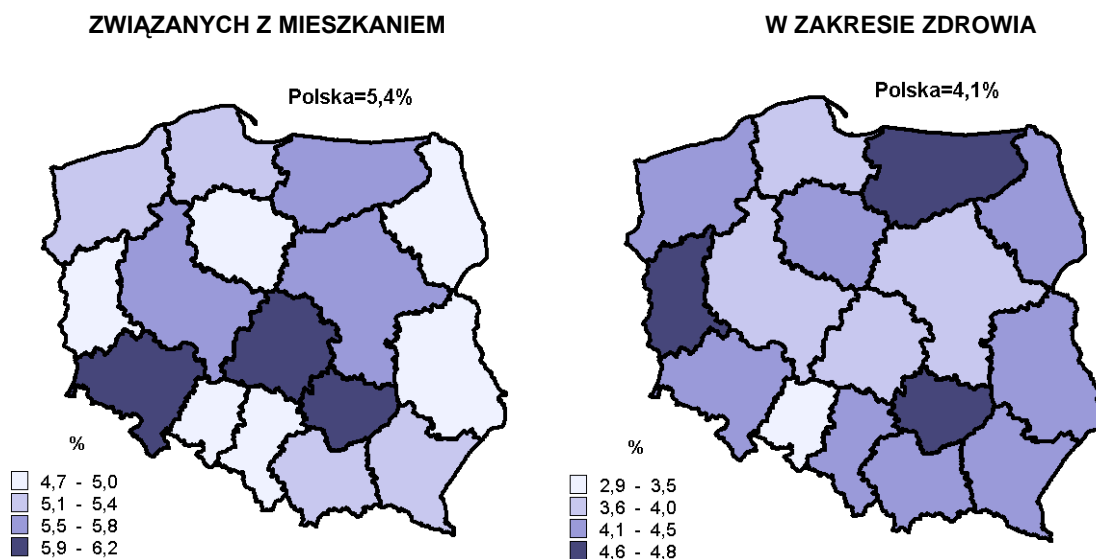 ZWIĄZANYCH Z MIESZKANIEM
Polska=5,4%
%
4,7 - 5,0
5,1 - 5,4
5,5 - 5,8
5,9 - 6,2
W ZAKRESIE ZDROWIA
Polska=4,1%
%
2,9 - 3,5
3,6 - 4,0
4,1 - 4,5
4,6 - 4,8